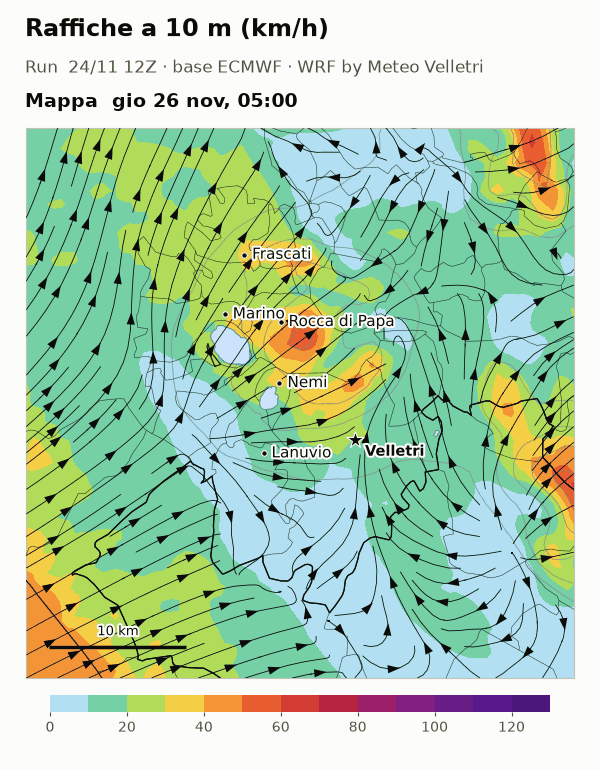 Raffiche a 10 m (km/h)
Run  24/11 12Z · base ECMWF · WRF by Meteo Velletri
Mappa  gio 26 nov, 05:00
Frascati
Marino
Rocca di Papa
Nemi
Velletri
Lanuvio
10 km
0 20 40 60 80 100 120